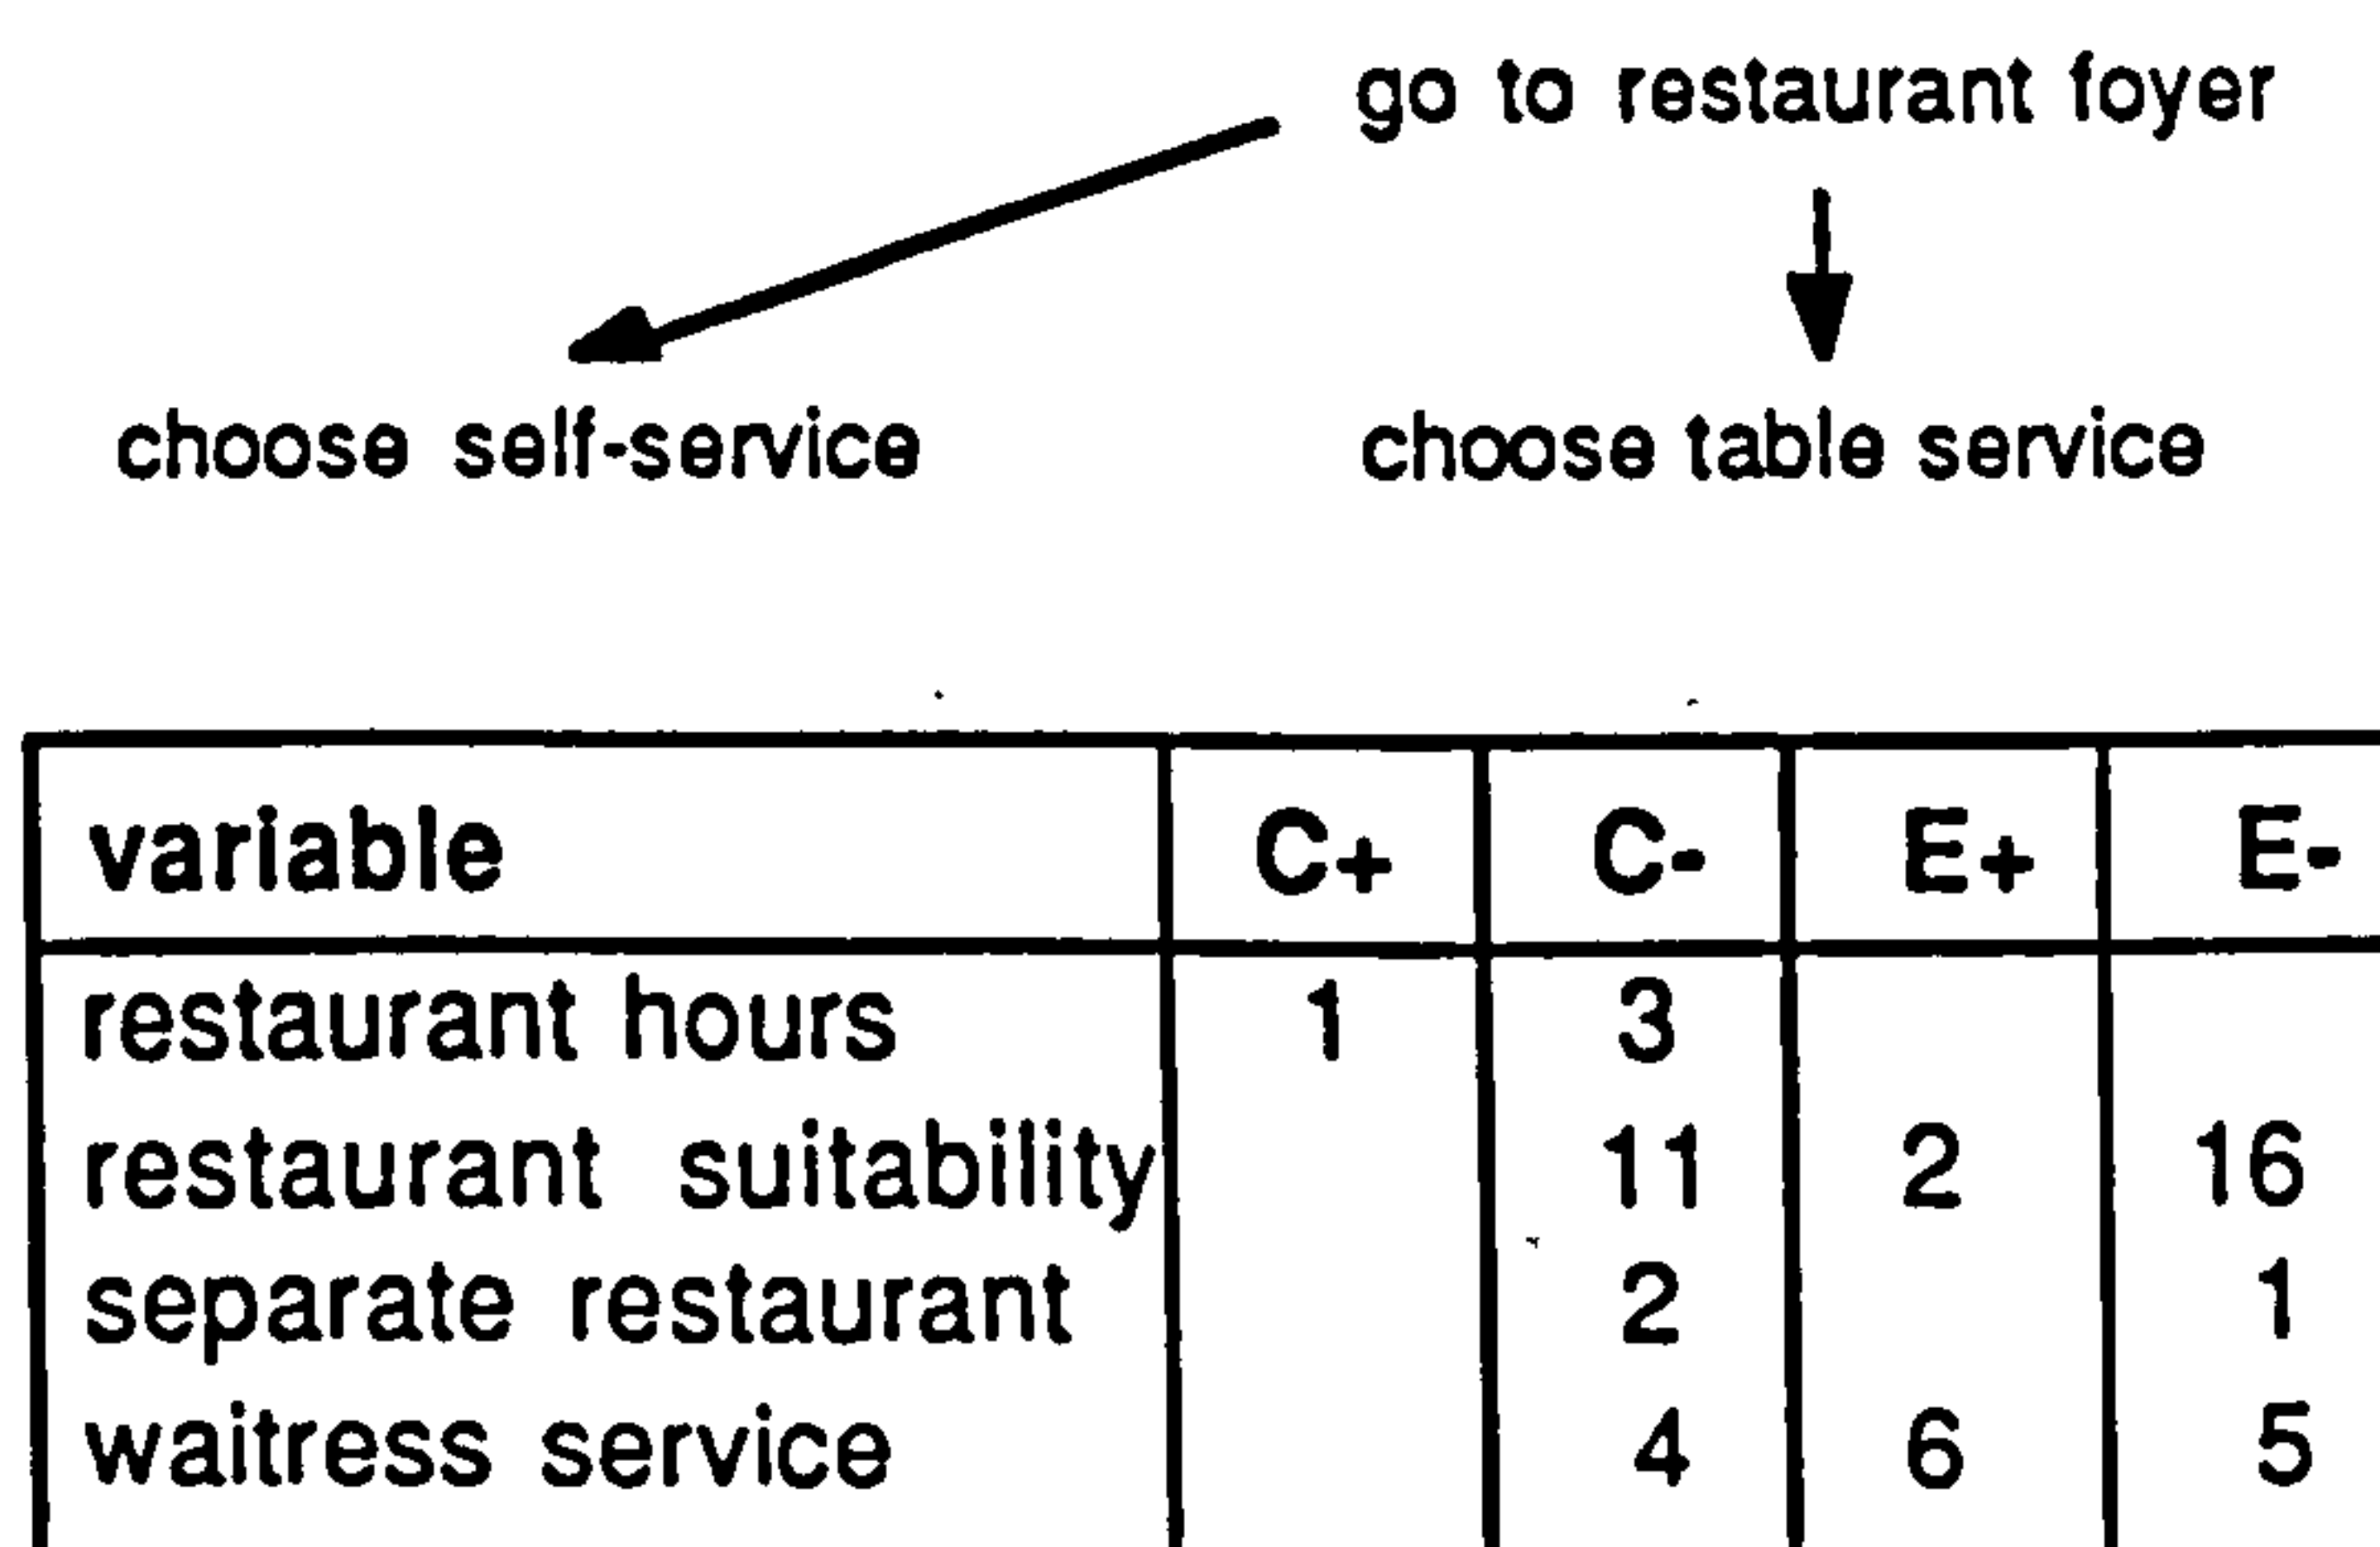 go to restaurant foyer
choose self-service choose table service
variable C+ C- E+ E-
restaurant hours 1 3
restaurant suitability 11 2 16
separate restaurant 2 1
waitress service 4 6 5